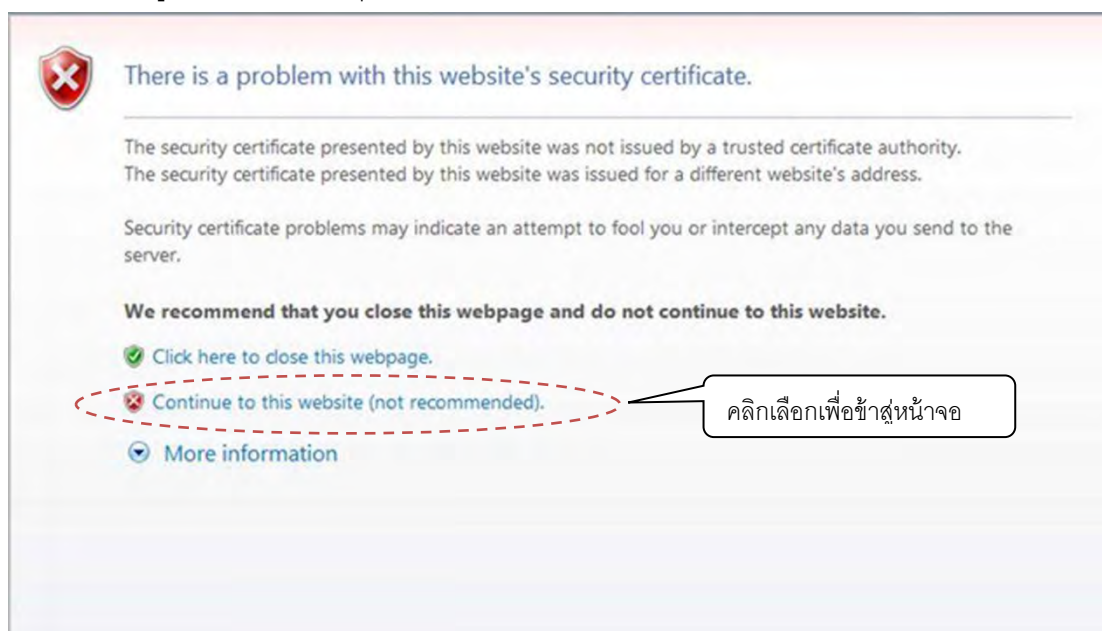 There is a problem with this website's security certificate.
The security certificate presented by this website was not issued by a trusted certificate authority.
The security certificate presented by this website was issued for a different website's address.
Security certificate problems may indicate an attempt to fool you or intercept any data you send to the
server.
We recommend that you close this webpage and do not continue to this website.
Click here to close this webpage.
Continue to this website (not recommended).
คลิกเลือกเพื่อข้าสู่หน้าจอ
More information